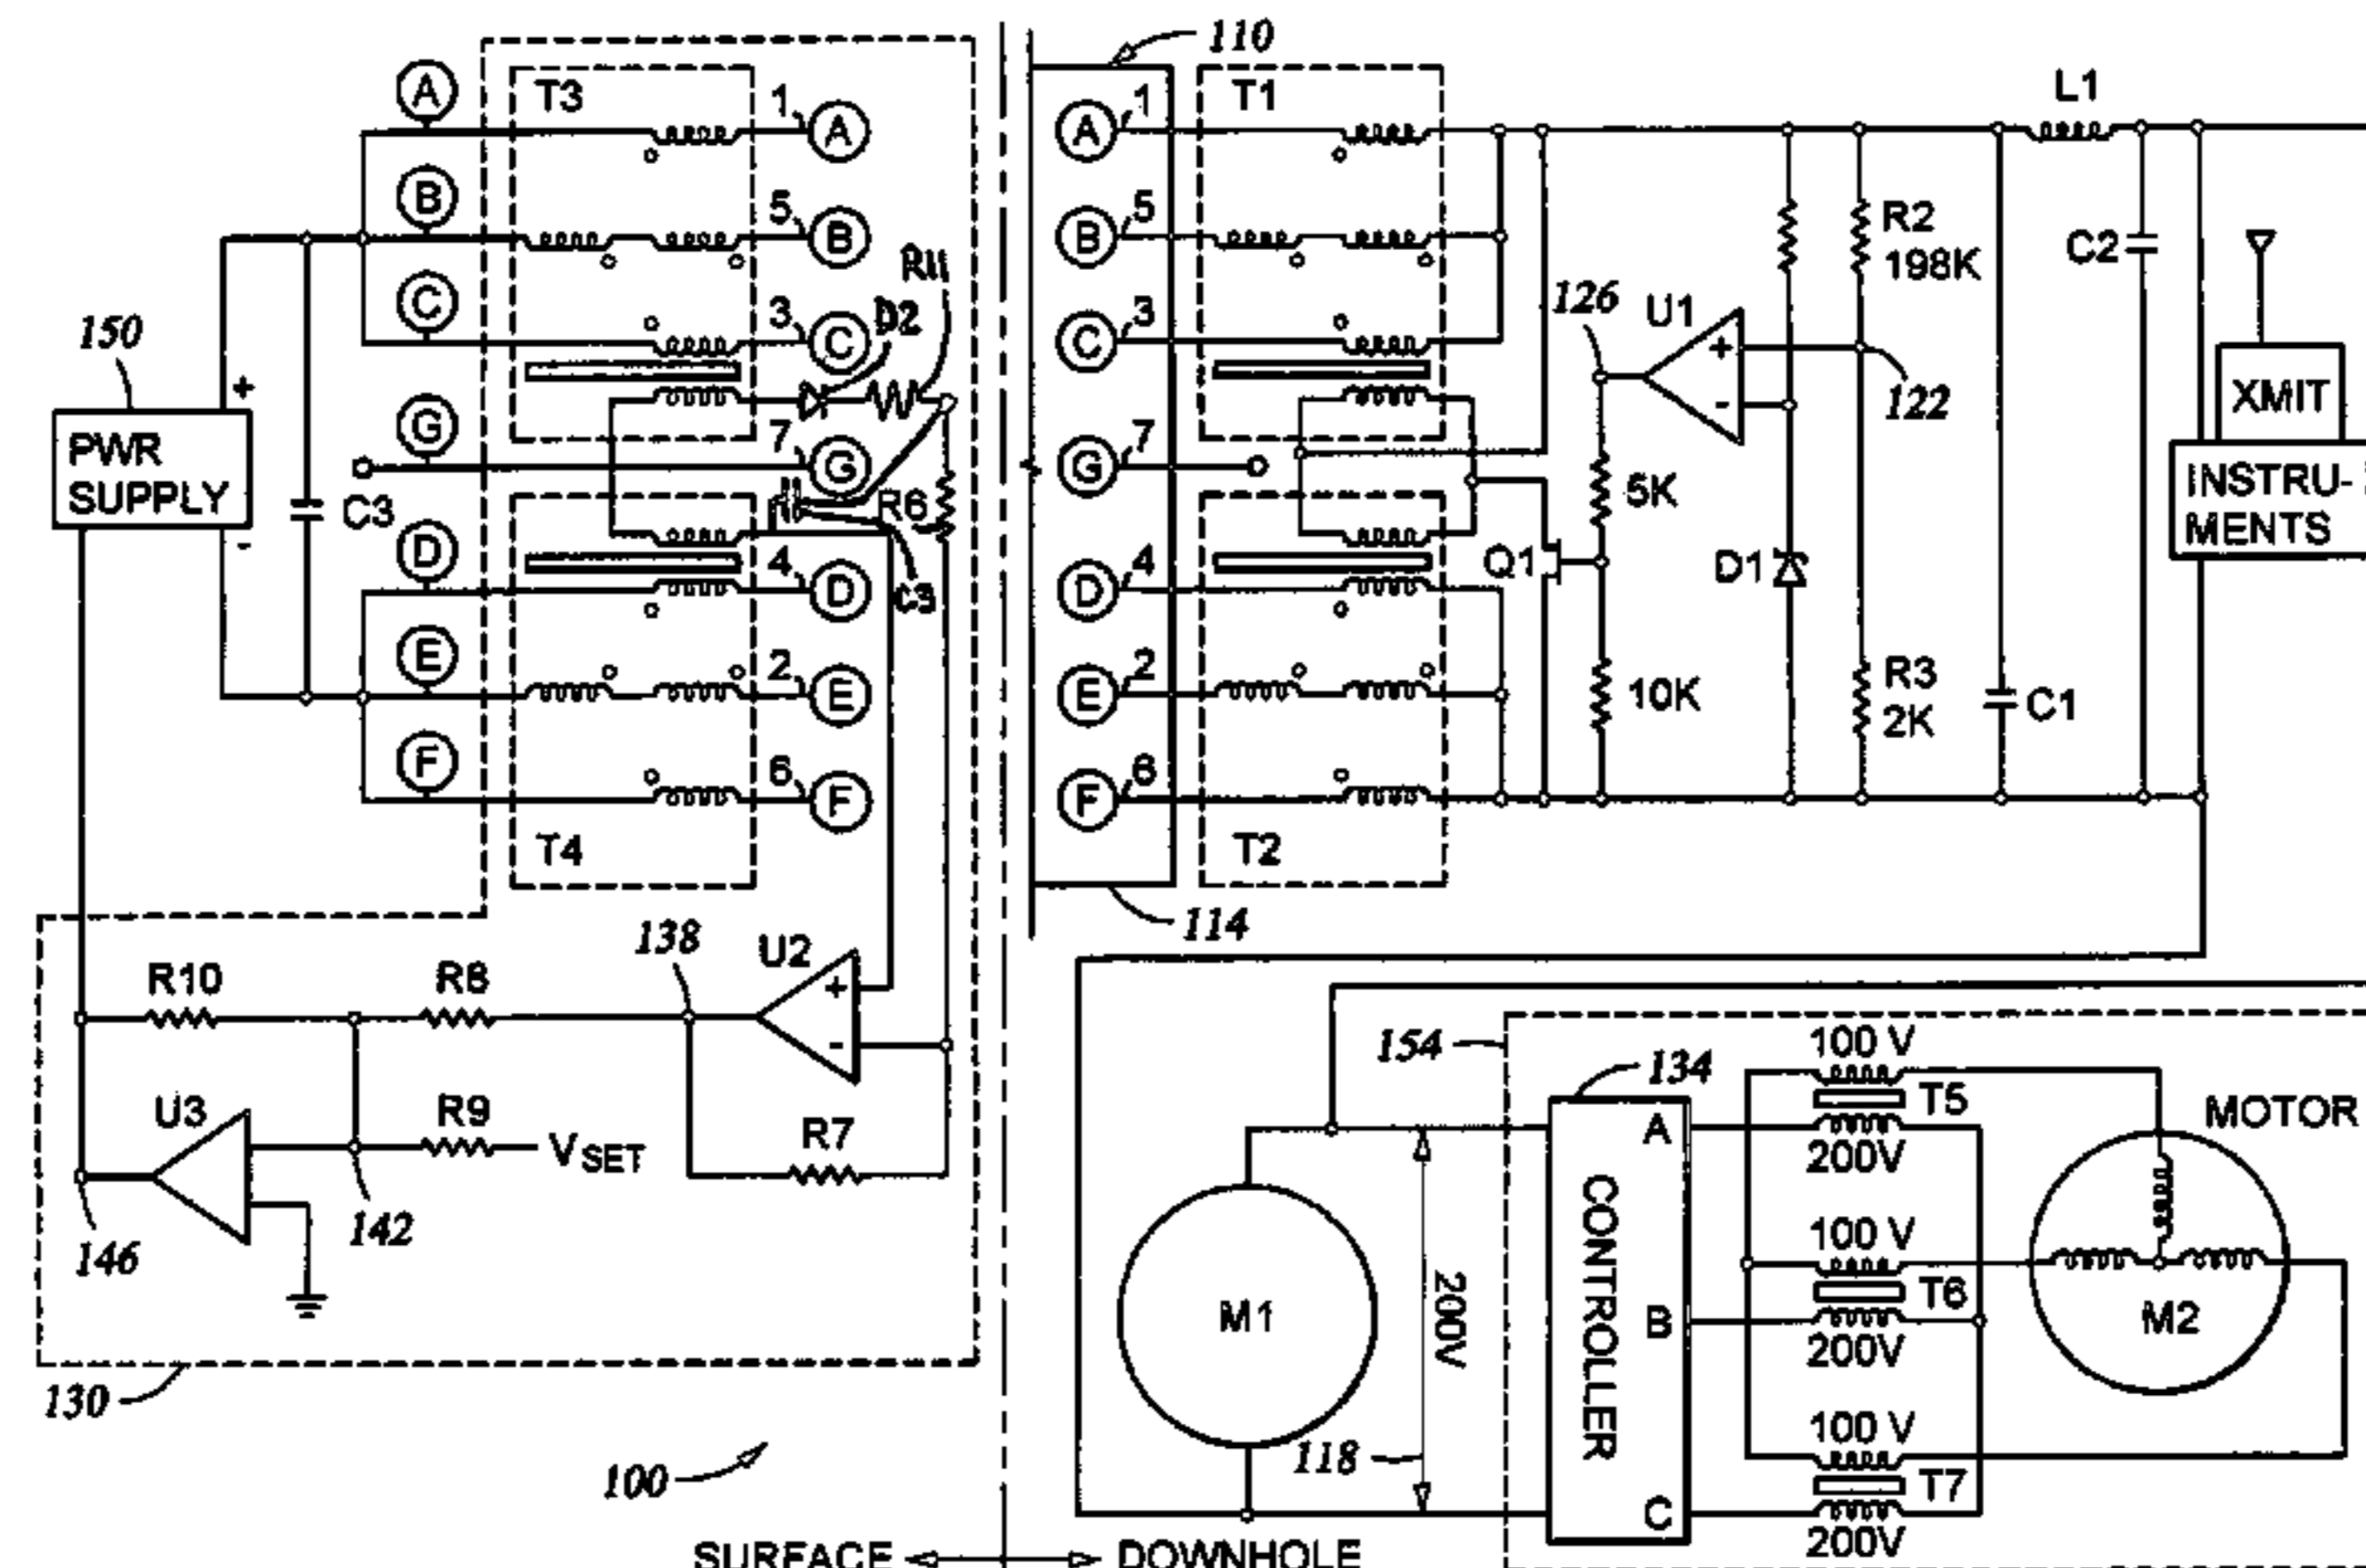 110
A
T3
1
A
A
1
T1
L1
B
5
B
B
5
R2
198K
C2
R11
D2
126
U1
C
3
C
C
3
150
+
+
-
122
XMIT
PWR
SUPPLY
-
G
7
G
G
7
C3
R6
5K
INSTRU-
MENTS
D
4
D
C3
D
4
Q1
D1
E
2
E
E
2
10K
R3
2K
C1
F
6
F
F
6
T4
T2
114
138
U2
+
-
R10
R8
U3
R9
VSET
R7
142
146
130
100
154
134
A
B
C
CONTROLLER
100 V
T5
200V
100 V
T6
200V
100 V
T7
200V
MOTOR
M2
M1
200V
118
SURFACE
DOWNHOLE